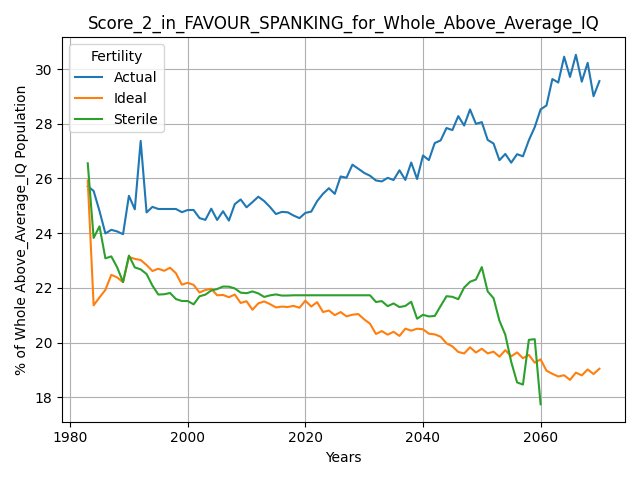 Score_2_in_FAVOUR_SPANKING_for_Whole_Above_Average_IQ
Fertility
Actual
Ideal
Sterile
% of Whole Above_Average_IQ Population
30
28
26
24
22
20
18
1980
2000
2020
2040
2060
Years